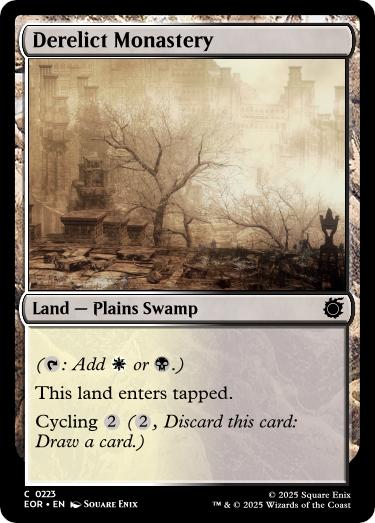 Derelict Monastery
Land — Plains Swamp
(: Add or .)
This land enters tapped.
Cycling 2 (2, Discard this card:
Draw a card.)
C 0223
EOR • EN Square Enix
© 2025 Square Enix
™ & © 2025 Wizards of the Coast